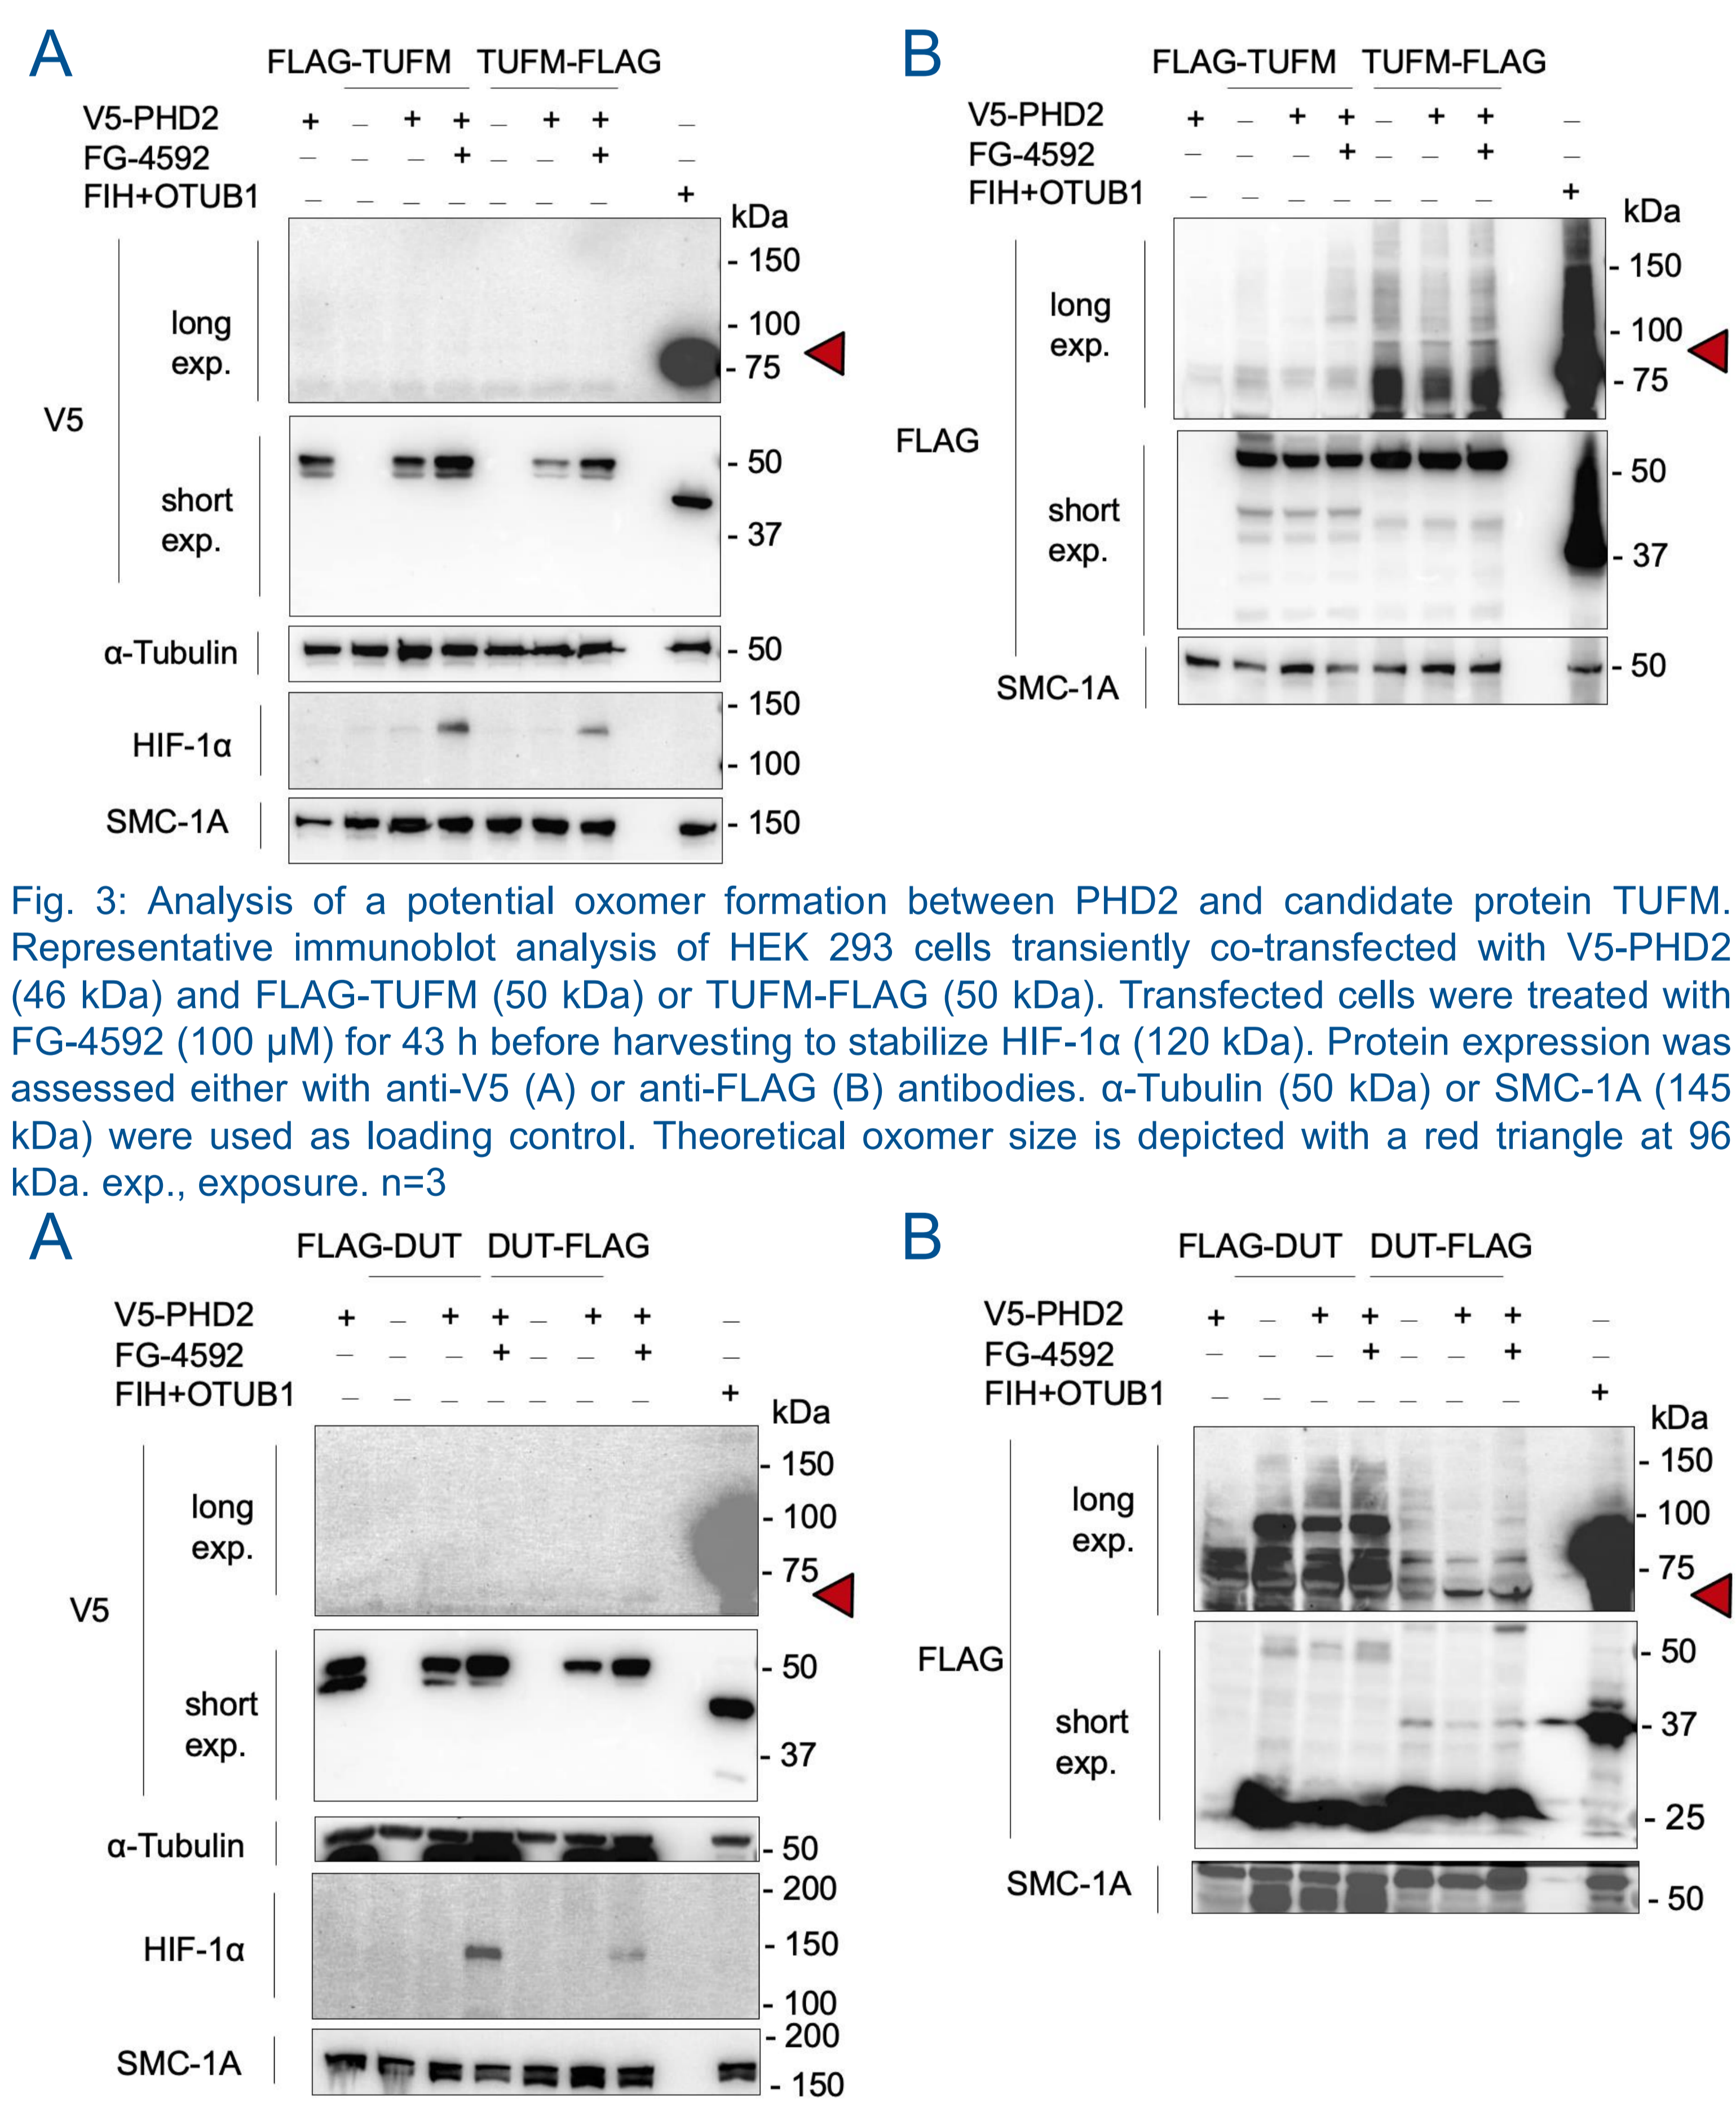 A
FLAG-TUFM TUFM-FLAG
V5-PHD2 + – + + – + + –
FG-4592 – – – + – – + –
FIH+OTUB1 – – – – – – – +
kDa
long exp.
- 150
- 100
- 75
V5
short exp.
- 50
- 37
α-Tubulin - 50
HIF-1α
- 150
- 100
SMC-1A - 150
B
FLAG-TUFM TUFM-FLAG
V5-PHD2 + – + + – + + –
FG-4592 – – – + – – + –
FIH+OTUB1 – – – – – – – +
kDa
long exp.
- 150
- 100
- 75
FLAG
short exp.
- 50
- 37
SMC-1A - 50
Fig. 3: Analysis of a potential oxomer formation between PHD2 and candidate protein TUFM.
Representative immunoblot analysis of HEK 293 cells transiently co-transfected with V5-PHD2
(46 kDa) and FLAG-TUFM (50 kDa) or TUFM-FLAG (50 kDa). Transfected cells were treated with
FG-4592 (100 µM) for 43 h before harvesting to stabilize HIF-1α (120 kDa). Protein expression was
assessed either with anti-V5 (A) or anti-FLAG (B) antibodies. α-Tubulin (50 kDa) or SMC-1A (145
kDa) were used as loading control. Theoretical oxomer size is depicted with a red triangle at 96
kDa. exp., exposure. n=3
A
FLAG-DUT DUT-FLAG
V5-PHD2 + – + + – + + –
FG-4592 – – – + – – + –
FIH+OTUB1 – – – – – – – +
kDa
long exp.
- 150
- 100
- 75
V5
short exp.
- 50
- 37
α-Tubulin - 50
HIF-1α
- 200
- 150
- 100
SMC-1A
- 200
- 150
B
FLAG-DUT DUT-FLAG
V5-PHD2 + – + + – + + –
FG-4592 – – – + – – + –
FIH+OTUB1 – – – – – – – +
kDa
long exp.
- 150
- 100
- 75
FLAG
short exp.
- 50
- 37
- 25
SMC-1A - 50